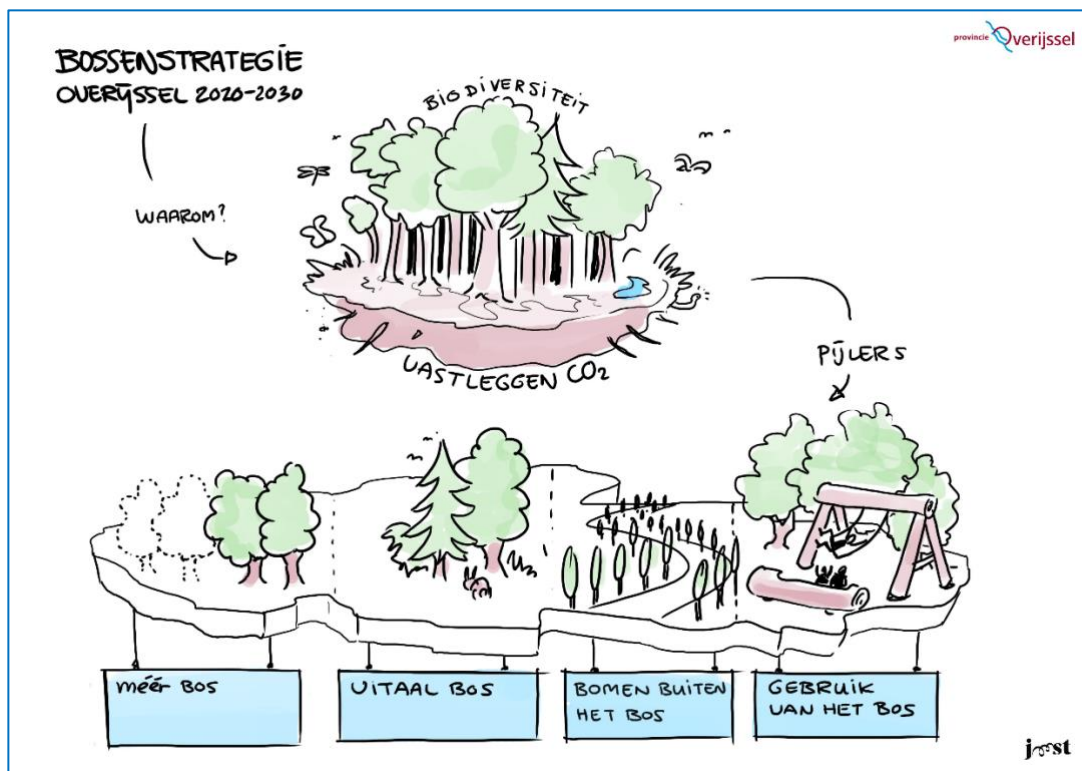 BOSSENSTRATEGIE
OVERIJSSEL 2020-2030
provincie Overijssel
BIODIVERSITEIT
WAAROM?
VASTLEGGEN CO₂
PIJLERS
MÉÉR BOS
VITAAL BOS
BOMEN BUITEN
HET BOS
GEBRUIK
VAN HET BOS
joost